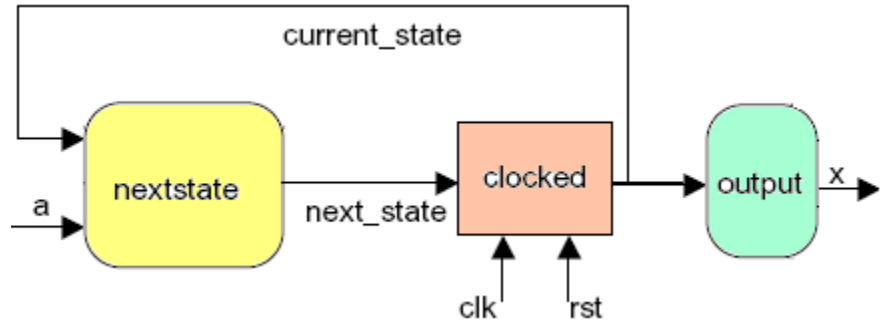 current_state
nextstate
clocked
output
x
a
next_state
clk
rst